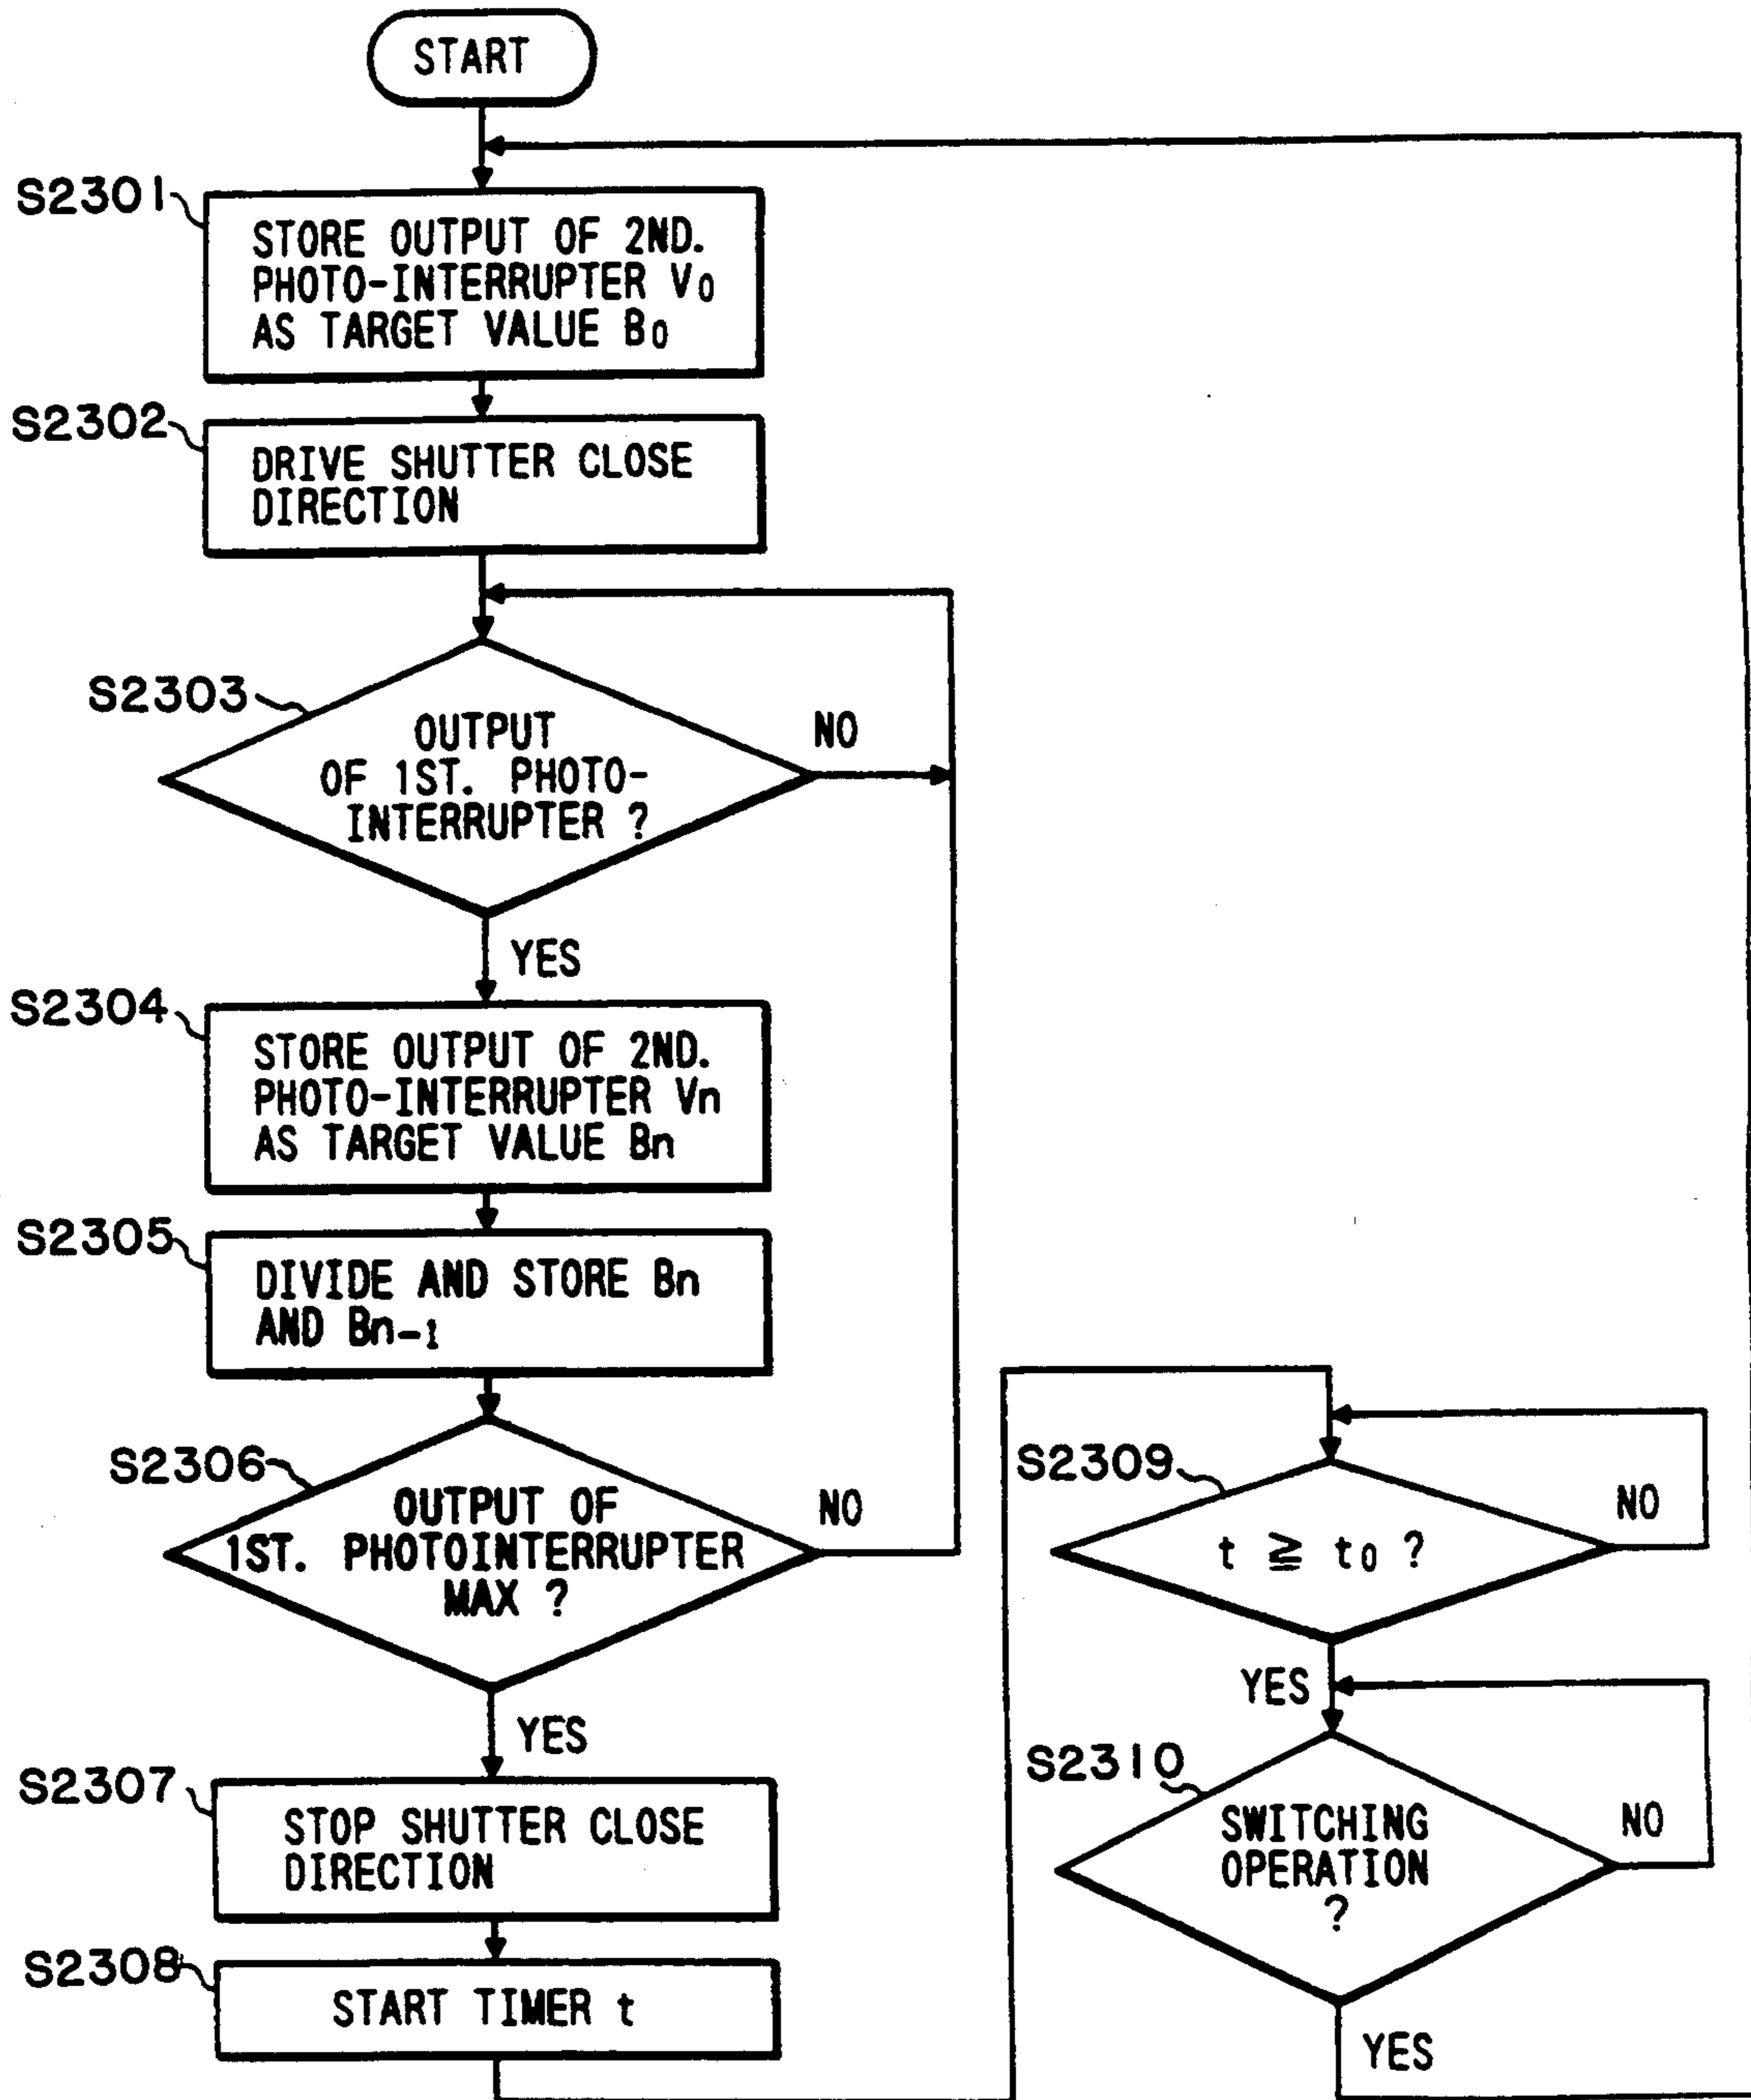 START
S2301
STORE OUTPUT OF 2ND.
PHOTO-INTERRUPTER V0
AS TARGET VALUE B0
S2302
DRIVE SHUTTER CLOSE
DIRECTION
S2303
OUTPUT
OF 1ST. PHOTO-
INTERRUPTER ?
NO
YES
S2304
STORE OUTPUT OF 2ND.
PHOTO-INTERRUPTER Vn
AS TARGET VALUE Bn
S2305
DIVIDE AND STORE Bn
AND Bn-1
S2306
OUTPUT OF
1ST. PHOTOINTERRUPTER
MAX ?
NO
YES
S2307
STOP SHUTTER CLOSE
DIRECTION
S2308
START TIMER t
S2309
t ≧ t0 ?
NO
YES
S2310
SWITCHING
OPERATION
?
NO
YES